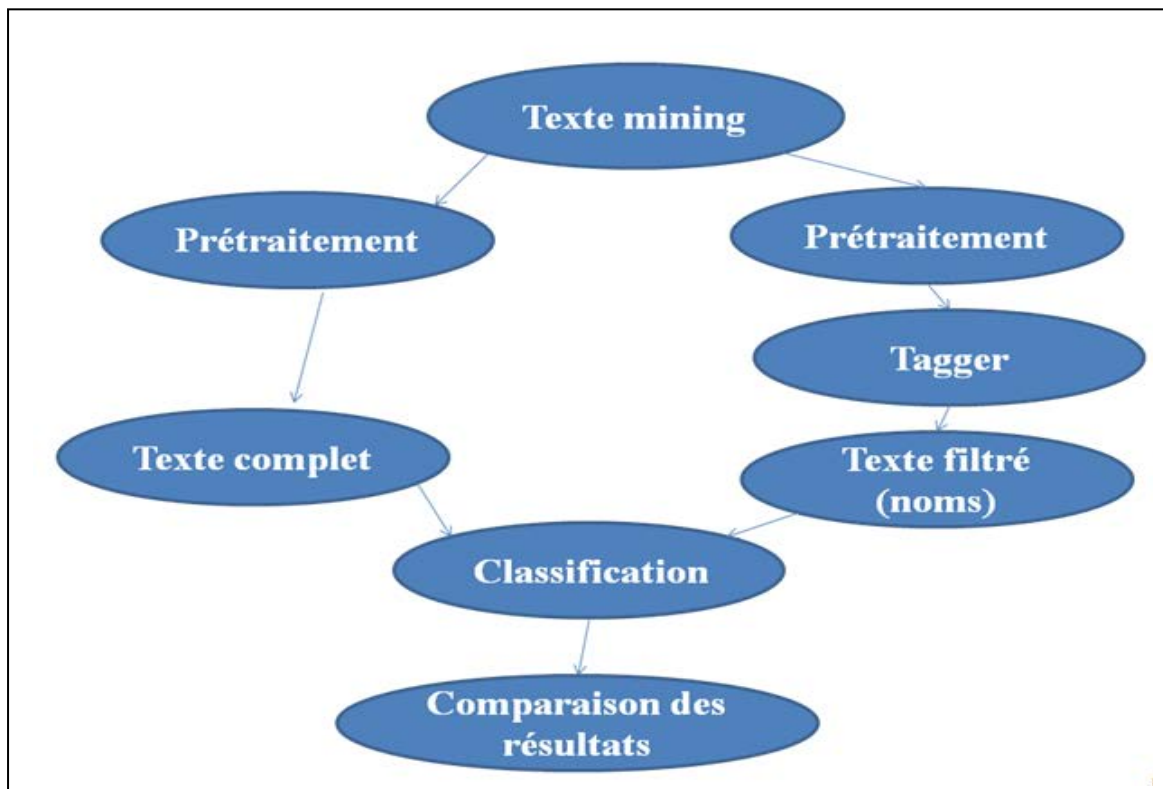 Texte mining
Prétraitement
Prétraitement
Tagger
Texte complet
Texte filtré
(noms)
Classification
Comparaison des
résultats